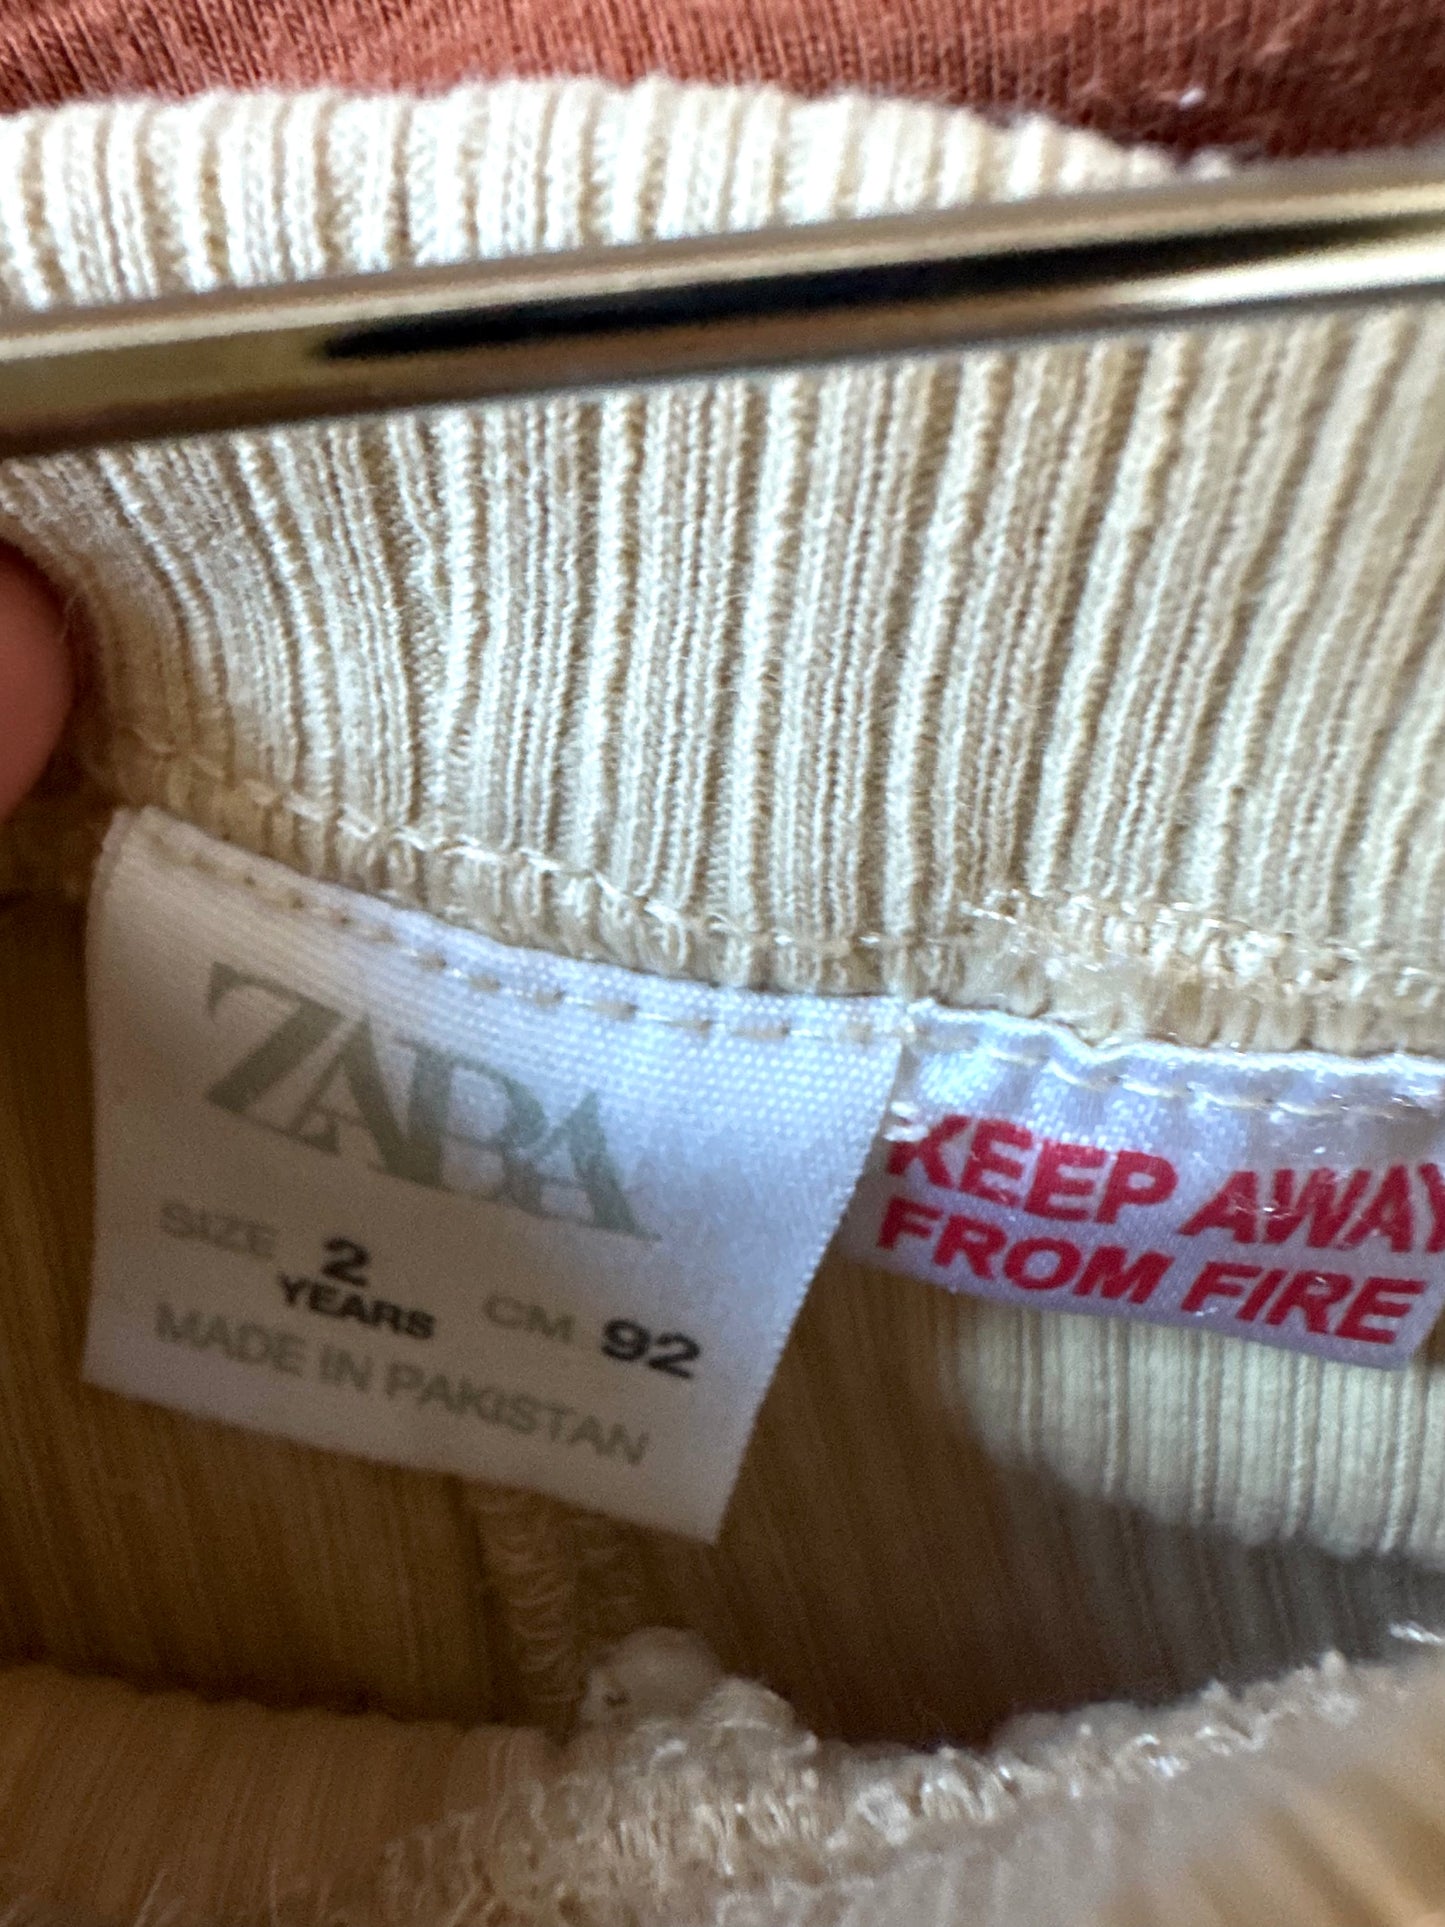 ZARA
SIZE 2 YEARS CM 92
MADE IN PAKISTAN
KEEP AWAY
FROM FIRE